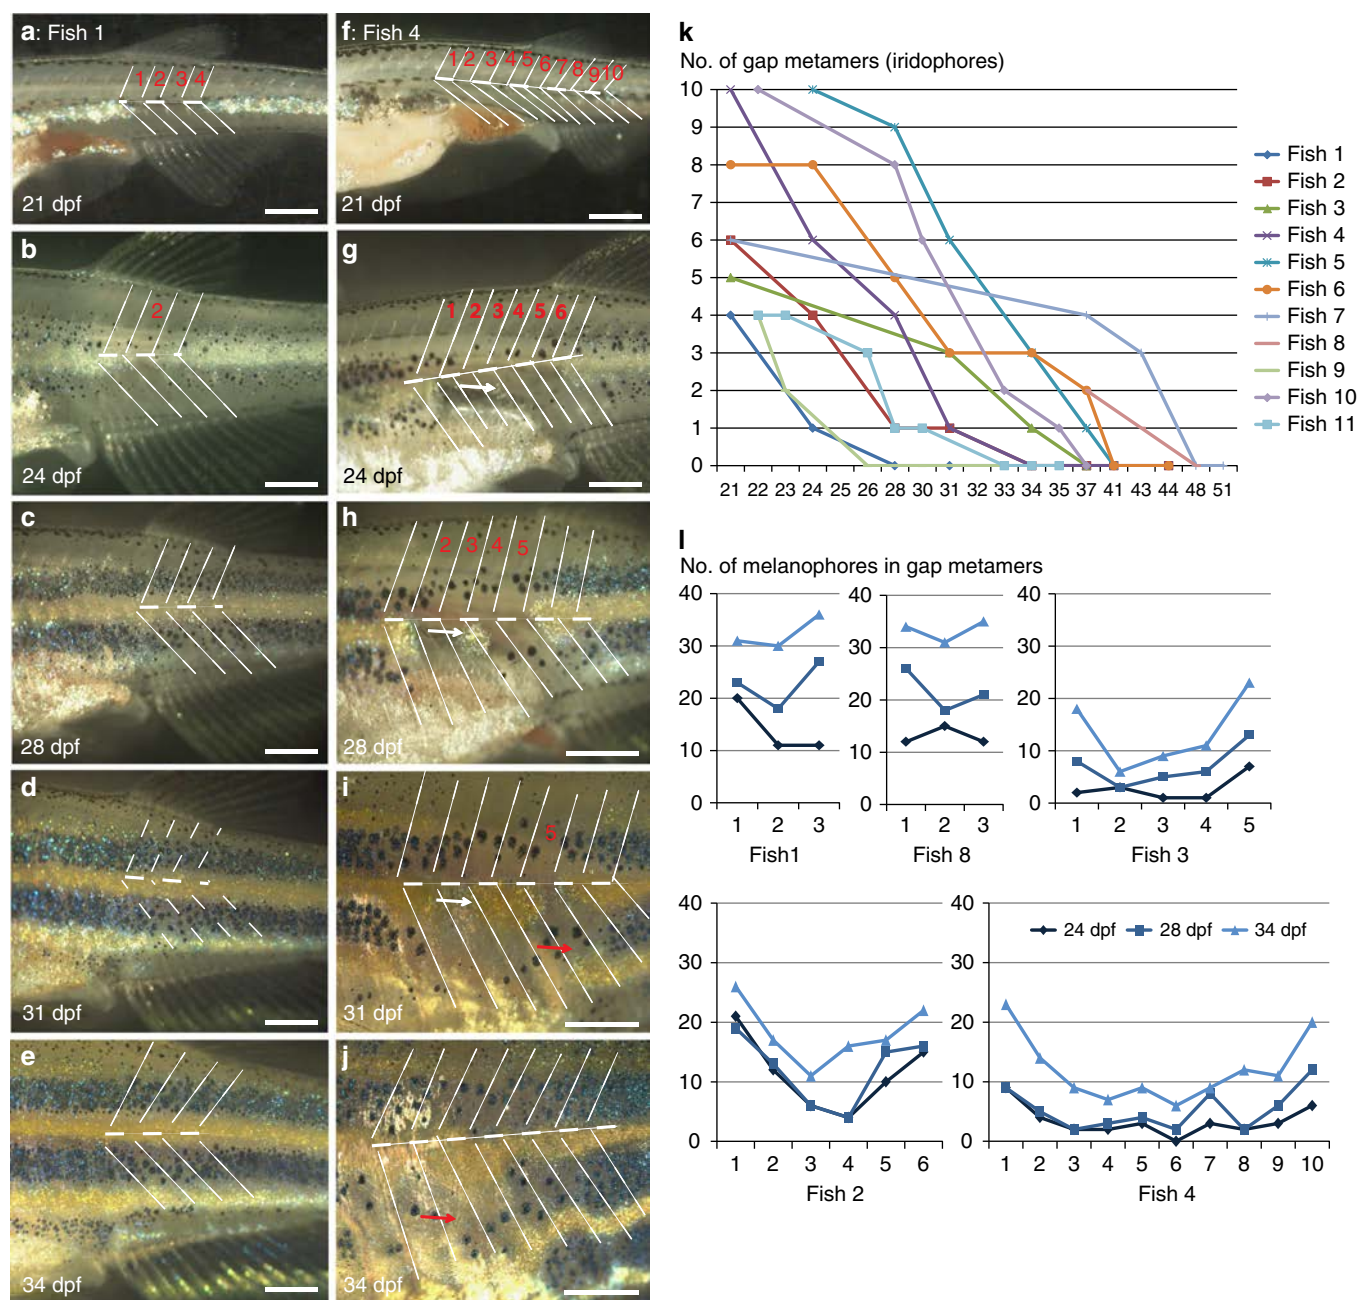 a: Fish 1
1 2 3 4
21 dpf
b
2
24 dpf
c
28 dpf
d
31 dpf
e
34 dpf
f: Fish 4
1 2 3 4 5 6 7 8 9 10
21 dpf
g
1 2 3 4 5 6
24 dpf
h
2 3 4 5
28 dpf
i
5
31 dpf
j
34 dpf
k
No. of gap metamers (iridophores)
10
9
8
7
6
5
4
3
2
1
0
21 22 23 24 25 26 28 30 31 32 33 34 35 37 41 43 44 48 51
Fish 1
Fish 2
Fish 3
Fish 4
Fish 5
Fish 6
Fish 7
Fish 8
Fish 9
Fish 10
Fish 11
l
No. of melanophores in gap metamers
40
30
20
10
0
1 2 3
Fish1
40
30
20
10
0
1 2 3
Fish 8
40
30
20
10
0
1 2 3 4 5
Fish 3
40
30
20
10
0
1 2 3 4 5 6
Fish 2
40
30
20
10
0
24 dpf 28 dpf 34 dpf
1 2 3 4 5 6 7 8 9 10
Fish 4